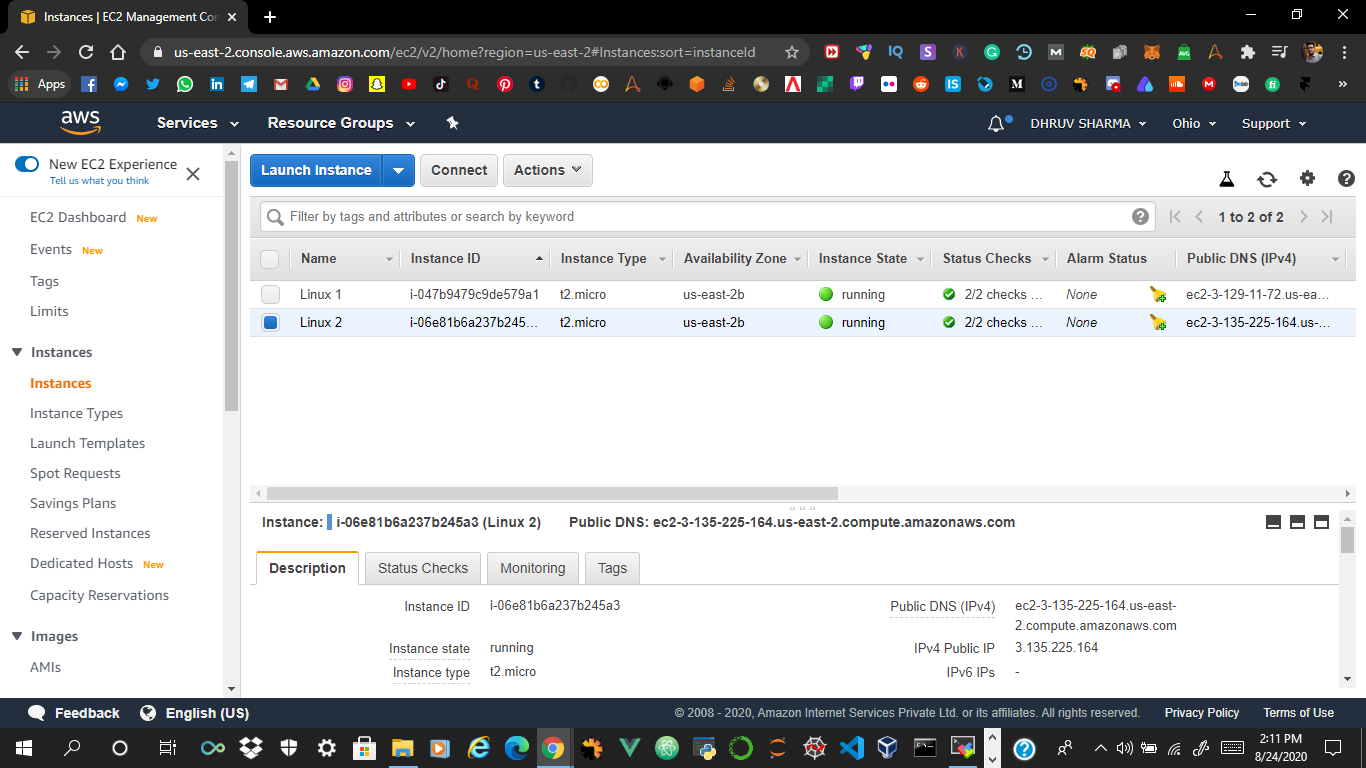 Instances | EC2 Management Con
us-east-2.console.aws.amazon.com/ec2/v2/home?region=us-east-2#Instances:sort=instanceId
Apps
aws Services Resource Groups DHRUV SHARMA Ohio Support
New EC2 Experience
Tell us what you think
EC2 Dashboard New
Events New
Tags
Limits
Instances
Instances
Instance Types
Launch Templates
Spot Requests
Savings Plans
Reserved Instances
Dedicated Hosts New
Capacity Reservations
Images
AMIs
Launch Instance Connect Actions
Filter by tags and attributes or search by keyword 1 to 2 of 2
Name Instance ID Instance Type Availability Zone Instance State Status Checks Alarm Status Public DNS (IPv4)
Linux 1 i-047b9479c9de579a1 t2.micro us-east-2b running 2/2 checks ... None ec2-3-129-11-72.us-ea...
Linux 2 i-06e81b6a237b245... t2.micro us-east-2b running 2/2 checks ... None ec2-3-135-225-164.us-...
Instance: i-06e81b6a237b245a3 (Linux 2) Public DNS: ec2-3-135-225-164.us-east-2.compute.amazonaws.com
Description Status Checks Monitoring Tags
Instance ID i-06e81b6a237b245a3 Public DNS (IPv4) ec2-3-135-225-164.us-east-
2.compute.amazonaws.com
Instance state running IPv4 Public IP 3.135.225.164
Instance type t2.micro IPv6 IPs -
Feedback English (US) © 2008 - 2020, Amazon Internet Services Private Ltd. or its affiliates. All rights reserved. Privacy Policy Terms of Use
2:11 PM
8/24/2020